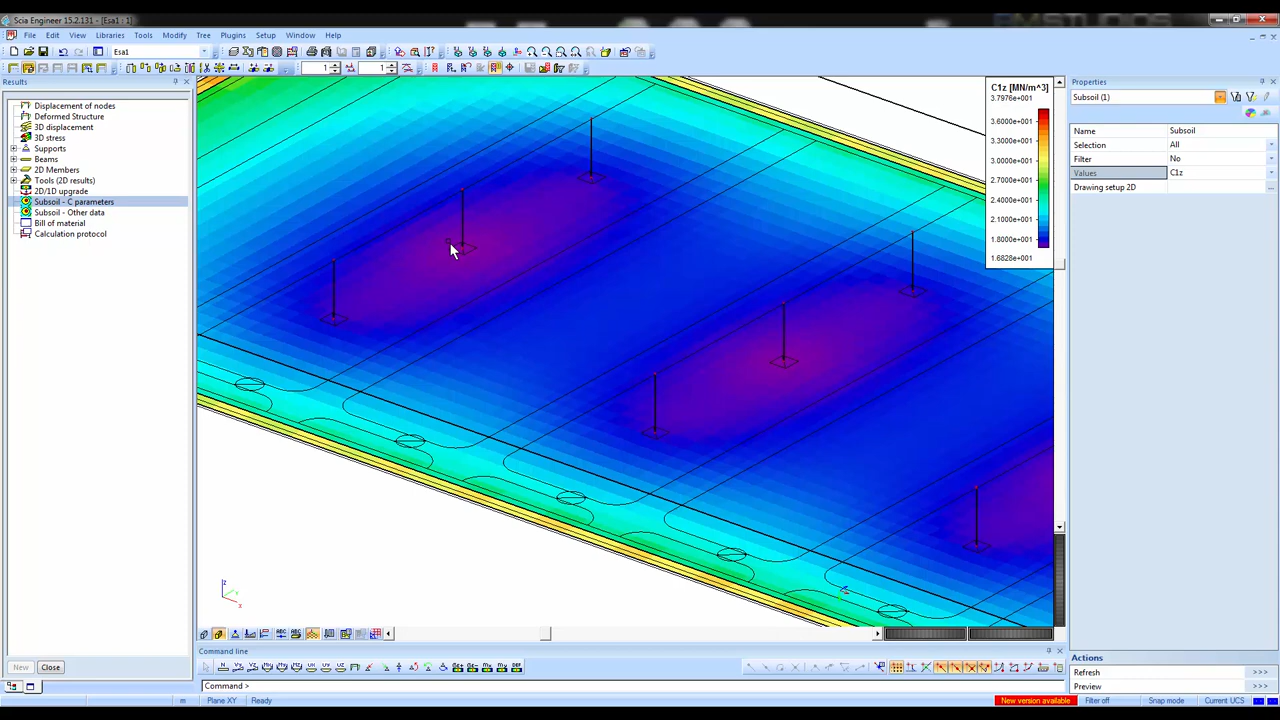 Scia Engineer 15.2.131 - [Esa1 : 1]
RMSTUDIOS
File Edit View Libraries Tools Modify Tree Plugins Setup Window Help
Esa1
1 1
Results
Displacement of nodes
Deformed Structure
3D displacement
3D stress
Supports
Beams
2D Members
Tools (2D results)
2D/1D upgrade
Subsoil - C parameters
Subsoil - Other data
Bill of material
Calculation protocol
New Close
C1z [MN/m^3]
3.7976e+001
3.6000e+001
3.3000e+001
3.0000e+001
2.7000e+001
2.4000e+001
2.1000e+001
1.8000e+001
1.6828e+001
z
y
x
Properties
Subsoil (1)
Name Subsoil
Selection All
Filter No
Values C1z
Drawing setup 2D ...
Actions
Refresh >>>
Preview >>>
Command line
Command >
m Plane XY Ready New version available Filter off Snap mode Current UCS